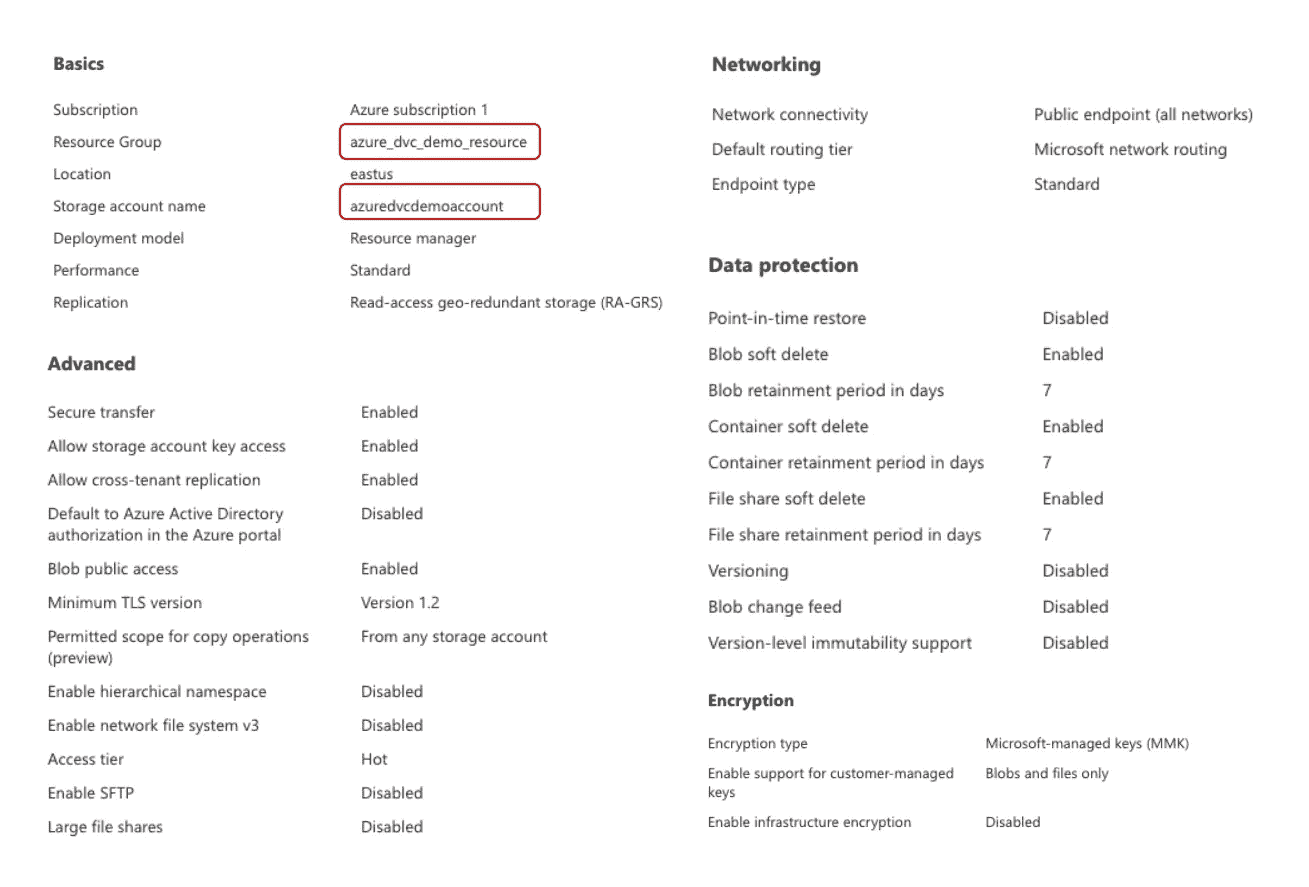 Basics
Subscription Azure subscription 1
Resource Group azure_dvc_demo_resource
Location eastus
Storage account name azuredvcdemoaccount
Deployment model Resource manager
Performance Standard
Replication Read-access geo-redundant storage (RA-GRS)
Advanced
Secure transfer Enabled
Allow storage account key access Enabled
Allow cross-tenant replication Enabled
Default to Azure Active Directory Disabled
authorization in the Azure portal
Blob public access Enabled
Minimum TLS version Version 1.2
Permitted scope for copy operations From any storage account
(preview)
Enable hierarchical namespace Disabled
Enable network file system v3 Disabled
Access tier Hot
Enable SFTP Disabled
Large file shares Disabled
Networking
Network connectivity Public endpoint (all networks)
Default routing tier Microsoft network routing
Endpoint type Standard
Data protection
Point-in-time restore Disabled
Blob soft delete Enabled
Blob retainment period in days 7
Container soft delete Enabled
Container retainment period in days 7
File share soft delete Enabled
File share retainment period in days 7
Versioning Disabled
Blob change feed Disabled
Version-level immutability support Disabled
Encryption
Encryption type Microsoft-managed keys (MMK)
Enable support for customer-managed Blobs and files only
keys
Enable infrastructure encryption Disabled